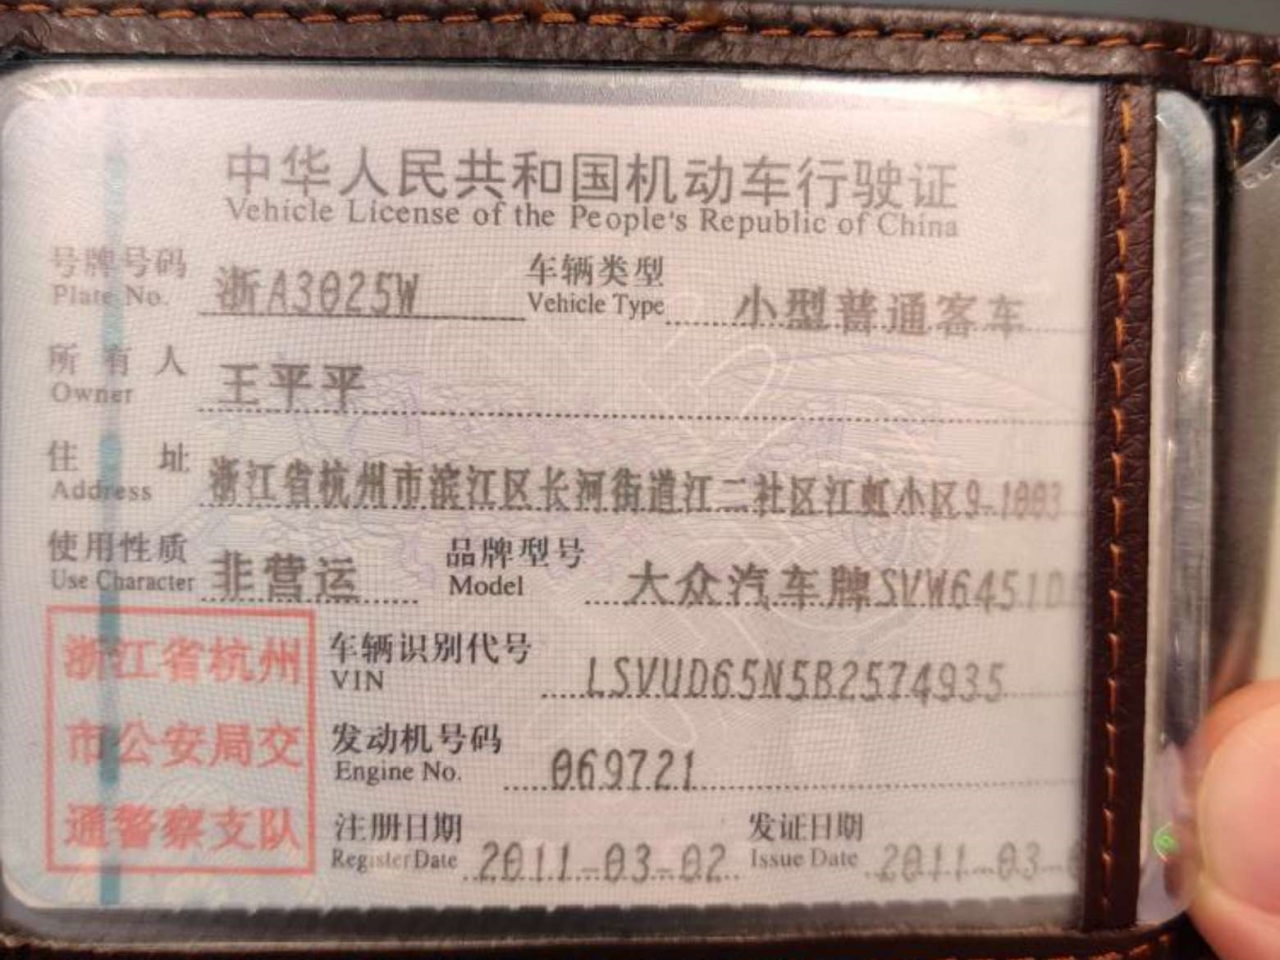 中华人民共和国机动车行驶证
Vehicle License of the People's Republic of China
号牌号码 浙A3025W 车辆类型 小型普通客车
Plate No. Vehicle Type
所有人 王平平
Owner
住址 浙江省杭州市滨江区长河街道江二社区江虹小区9-1003
Address
使用性质 非营运 品牌型号 大众汽车牌SVW6451D
Use Character Model
浙江省杭州
市公安局交
通警察支队
车辆识别代号 LSVUD65N5B2574935
VIN
发动机号码 069721
Engine No.
注册日期 2011-03-02 发证日期 2011-03-
Register Date Issue Date